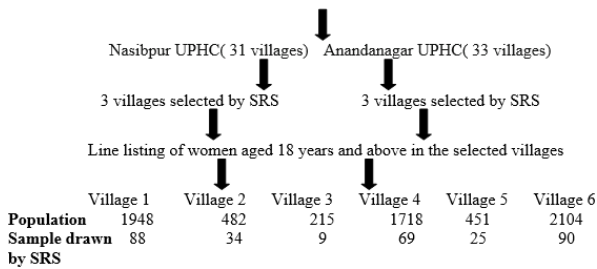 Nasibpur UPHC( 31 villages) Anandanagar UPHC( 33 villages)
3 villages selected by SRS 3 villages selected by SRS
Line listing of women aged 18 years and above in the selected villages
Village 1 Village 2 Village 3 Village 4 Village 5 Village 6
Population 1948 482 215 1718 451 2104
Sample drawn 88 34 9 69 25 90
by SRS